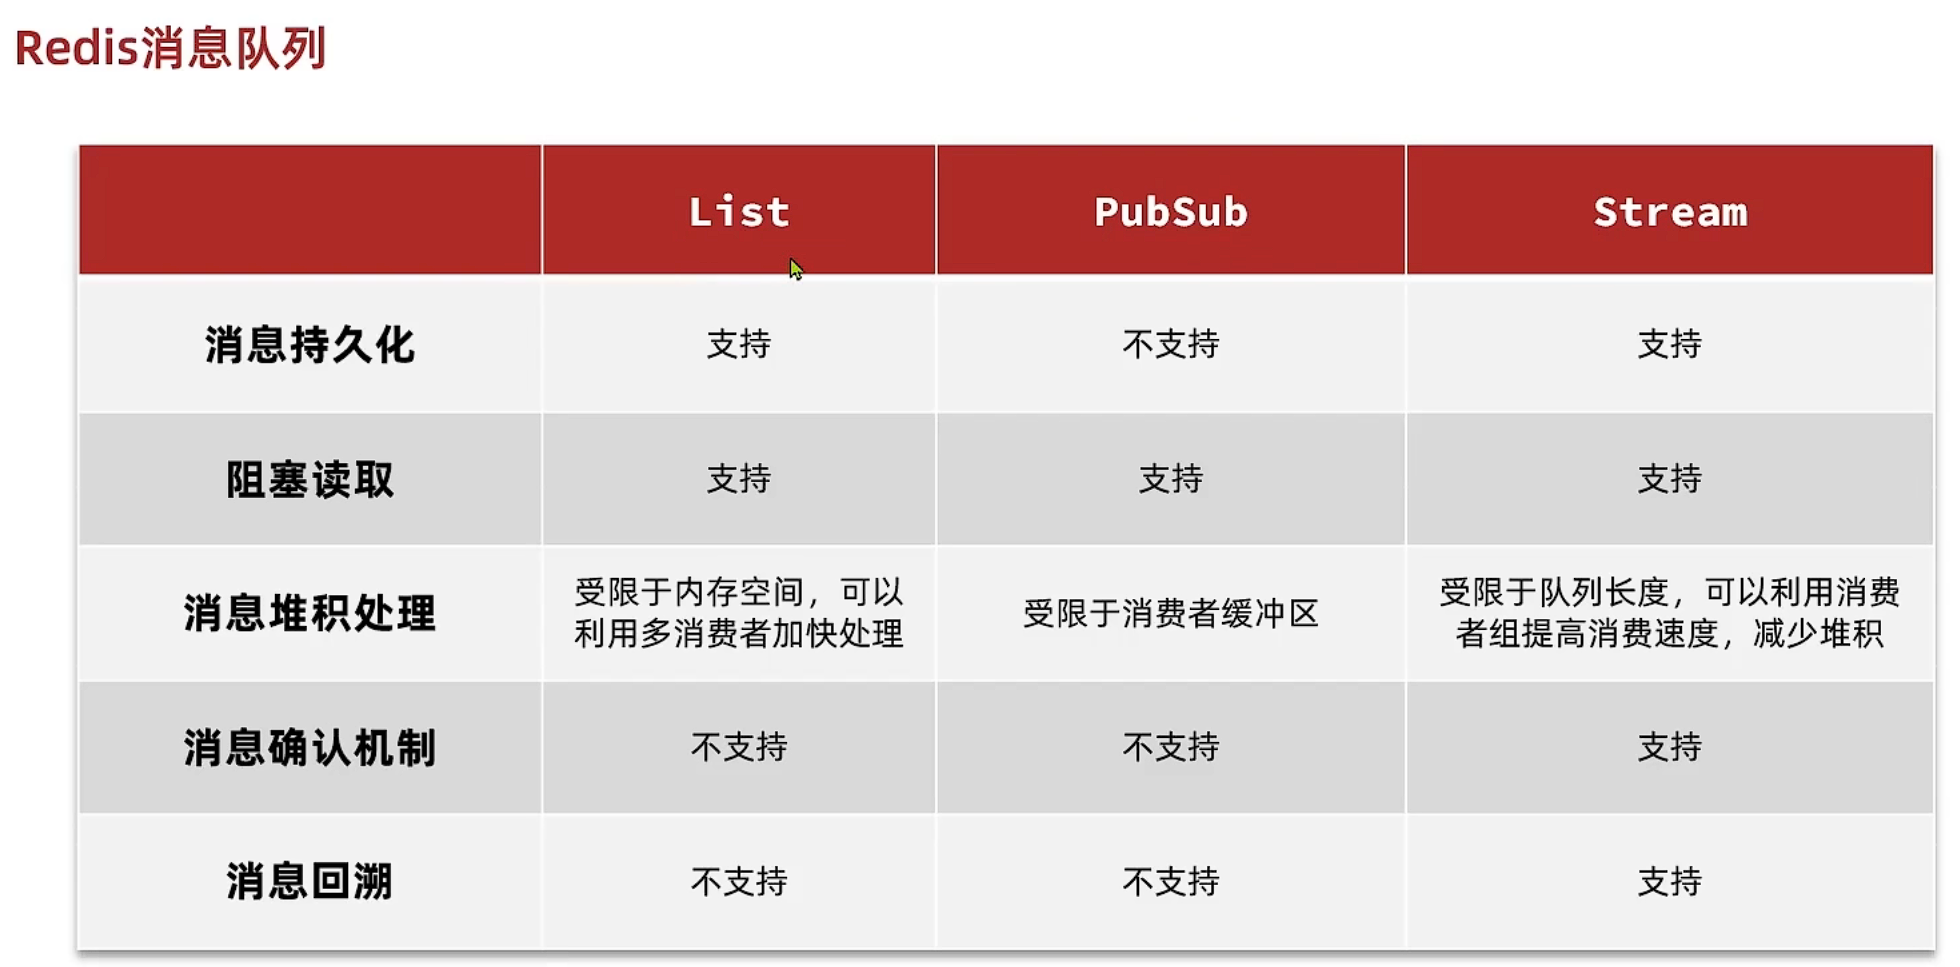 Redis消息队列
List PubSub Stream
消息持久化 支持 不支持 支持
阻塞读取 支持 支持 支持
消息堆积处理 受限于内存空间，可以 受限于消费者缓冲区 受限于队列长度，可以利用消费
利用多消费者加快处理 者组提高消费速度，减少堆积
消息确认机制 不支持 不支持 支持
消息回溯 不支持 不支持 支持